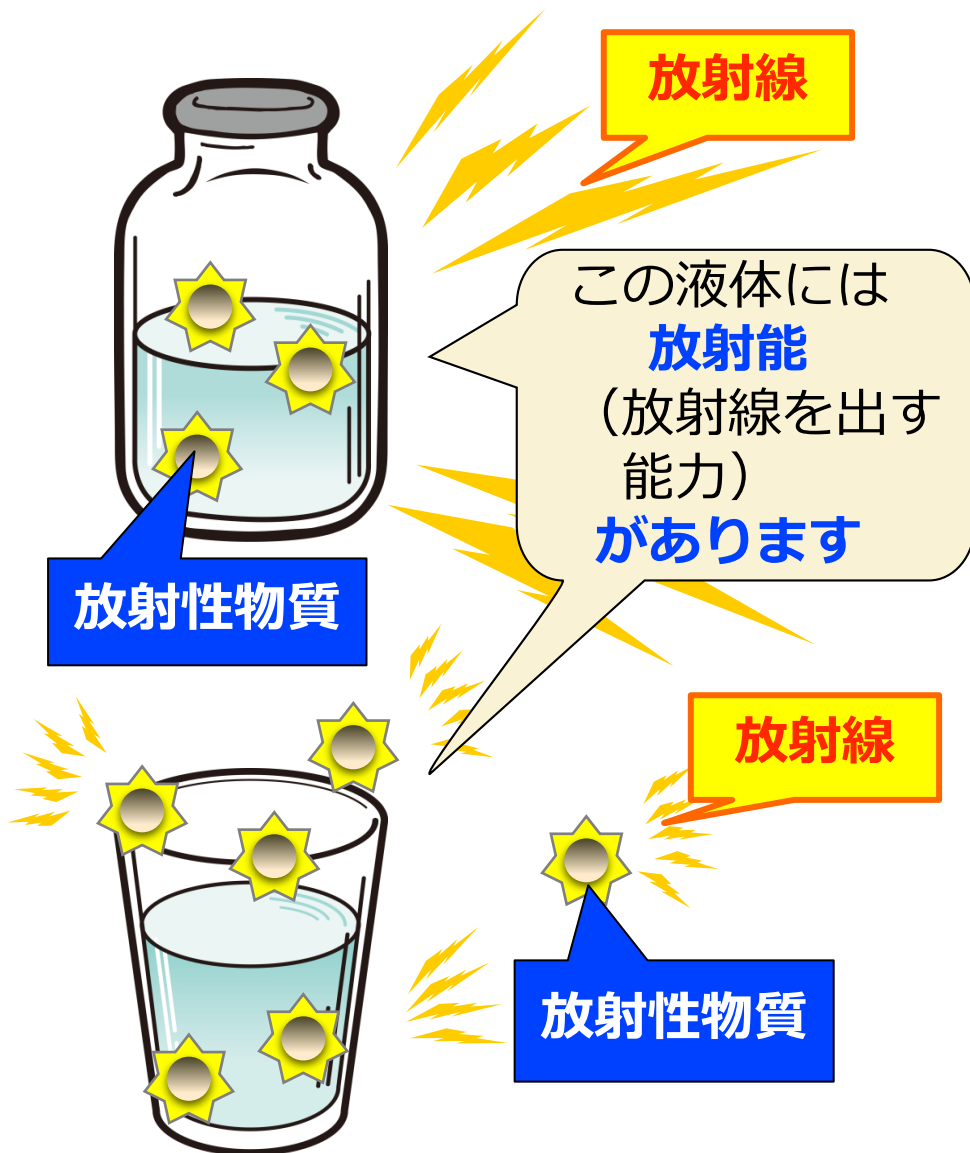 放射線
この液体には
放射能
（放射線を出す
能力）
があります
放射性物質
放射線
放射性物質